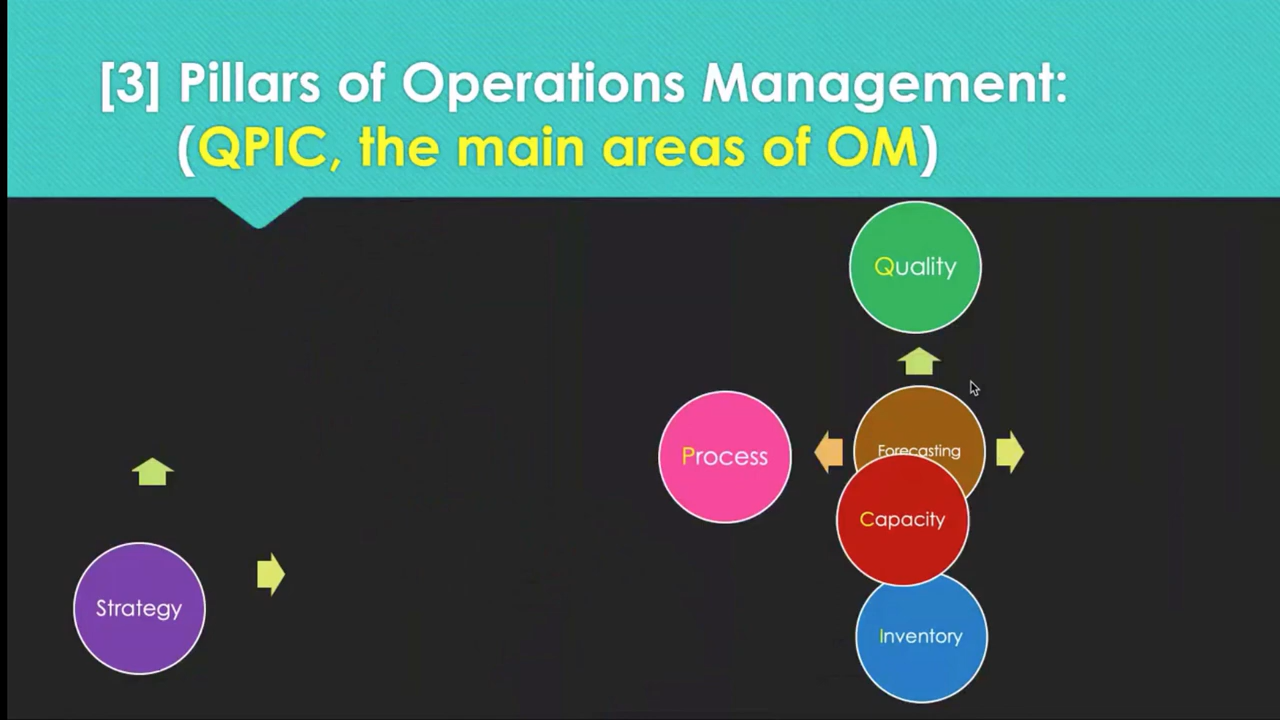 [3] Pillars of Operations Management:
(QPIC, the main areas of OM)
Quality
Forecasting
Process
Capacity
Strategy
Inventory